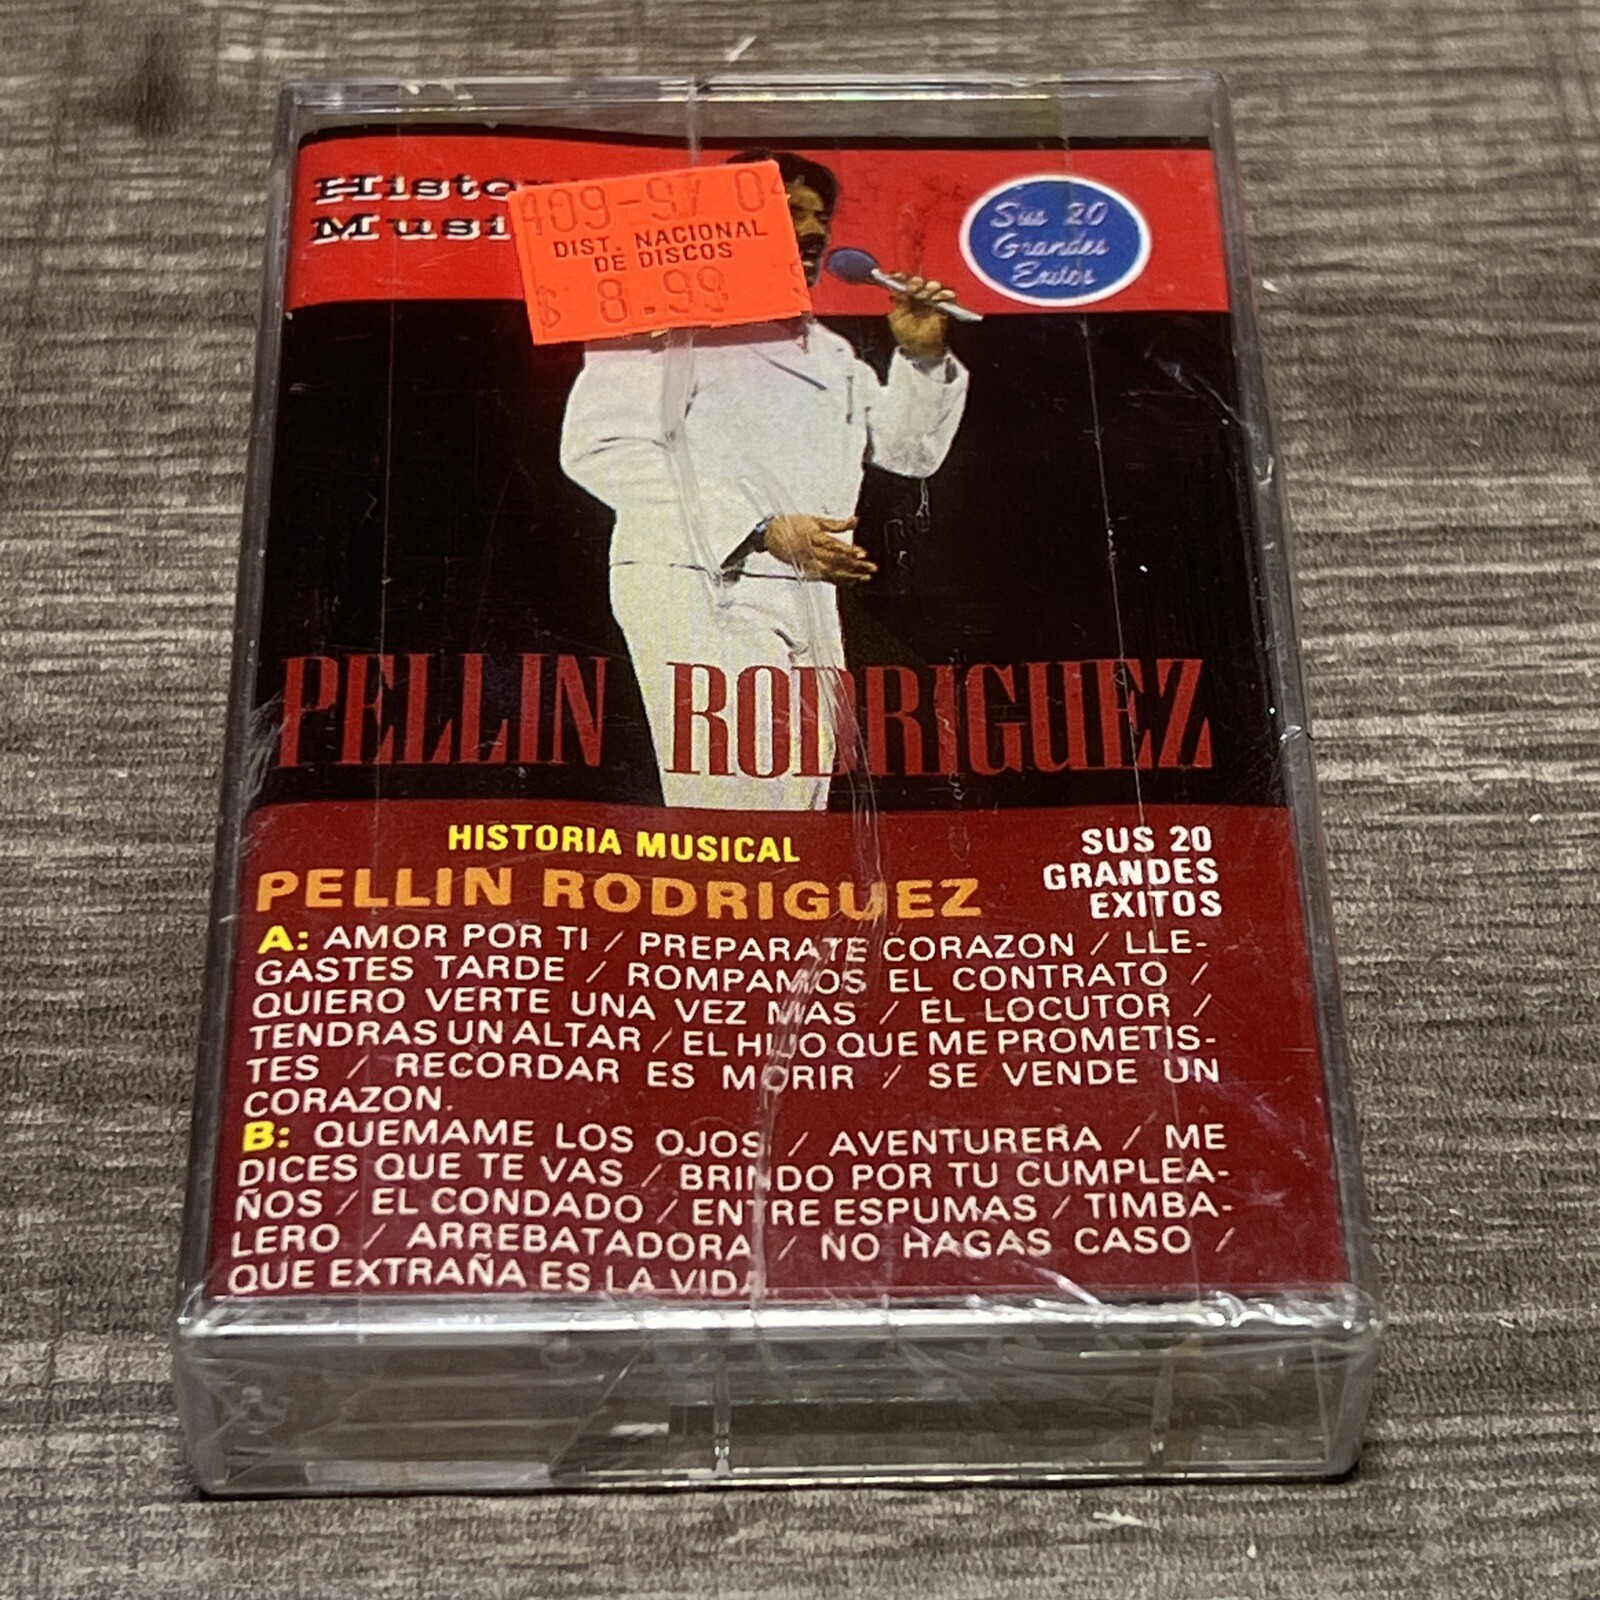 Histor
Musi
409-97 04
DIST. NACIONAL
DE DISCOS
$ 8.99
Sus 20
Grandes
Exitos
PELLIN RODRIGUEZ
HISTORIA MUSICAL
PELLIN RODRIGUEZ
SUS 20
GRANDES
EXITOS
A: AMOR POR TI / PREPARATE CORAZON / LLE-
GASTES TARDE / ROMPAMOS EL CONTRATO /
QUIERO VERTE UNA VEZ MAS / EL LOCUTOR /
TENDRAS UN ALTAR / EL HIJO QUE ME PROMETIS-
TES / RECORDAR ES MORIR / SE VENDE UN
CORAZON.
B: QUEMAME LOS OJOS / AVENTURERA / ME
DICES QUE TE VAS / BRINDO POR TU CUMPLEA-
ÑOS / EL CONDADO / ENTRE ESPUMAS / TIMBA-
LERO / ARREBATADORA / NO HAGAS CASO /
QUE EXTRAÑA ES LA VIDA.